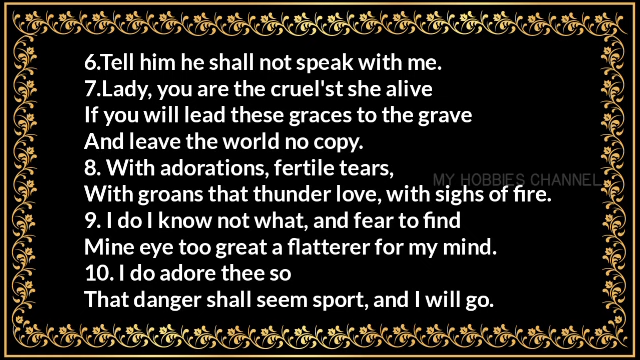 6.Tell him he shall not speak with me.
7.Lady, you are the cruel'st she alive
If you will lead these graces to the grave
And leave the world no copy.
8. With adorations, fertile tears,
MY HOBBIES CHANNEL
With groans that thunder love, with sighs of fire.
9. I do I know not what, and fear to find
Mine eye too great a flatterer for my mind.
10. I do adore thee so
That danger shall seem sport, and I will go.